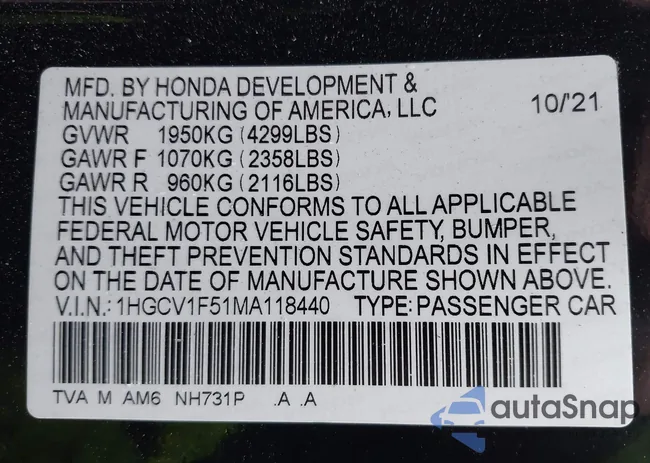 MFD. BY HONDA DEVELOPMENT &
MANUFACTURING OF AMERICA, LLC 10/'21
GVWR 1950KG (4299LBS)
GAWR F 1070KG (2358LBS)
GAWR R 960KG (2116LBS)
THIS VEHICLE CONFORMS TO ALL APPLICABLE
FEDERAL MOTOR VEHICLE SAFETY, BUMPER,
AND THEFT PREVENTION STANDARDS IN EFFECT
ON THE DATE OF MANUFACTURE SHOWN ABOVE.
V.I.N.: 1HGCV1F51MA118440 TYPE: PASSENGER CAR
TVA M AM6 NH731P .A .A
autoSnap